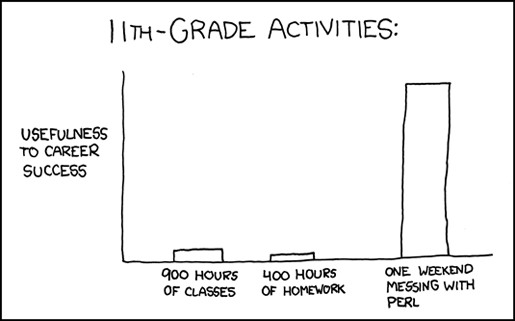 11TH-GRADE ACTIVITIES:
USEFULNESS
TO CAREER
SUCCESS
900 HOURS
OF CLASSES
400 HOURS
OF HOMEWORK
ONE WEEKEND
MESSING WITH
PERL